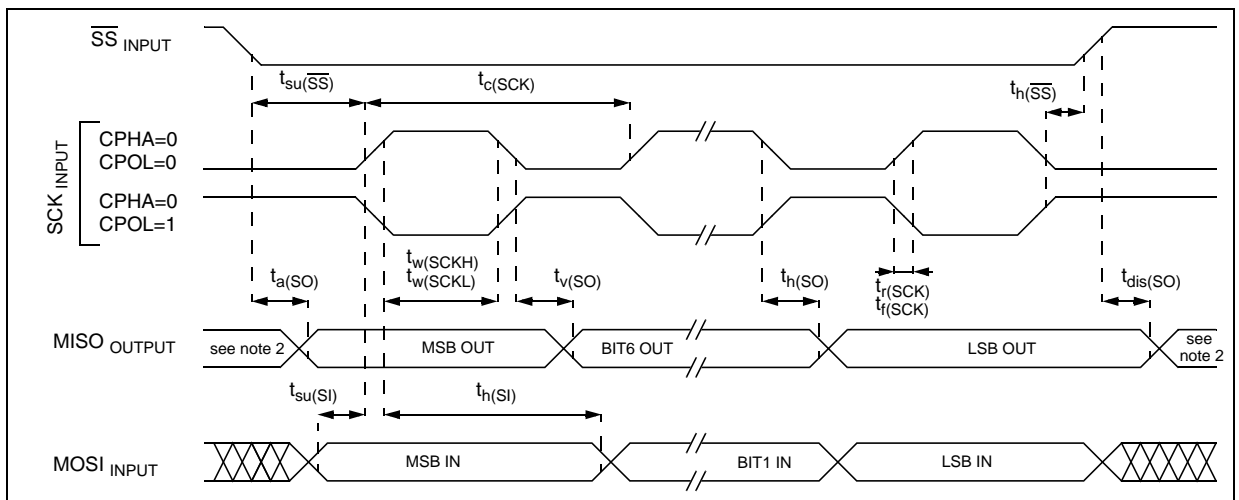 SS INPUT
tsu(SS)
tc(SCK)
th(SS)
SCK INPUT
CPHA=0
CPOL=0
CPHA=0
CPOL=1
ta(SO)
tw(SCKH)
tw(SCKL)
tv(SO)
th(SO)
tr(SCK)
tf(SCK)
tdis(SO)
MISO OUTPUT
see note 2
MSB OUT
BIT6 OUT
LSB OUT
see
note 2
tsu(SI)
th(SI)
MOSI INPUT
MSB IN
BIT1 IN
LSB IN